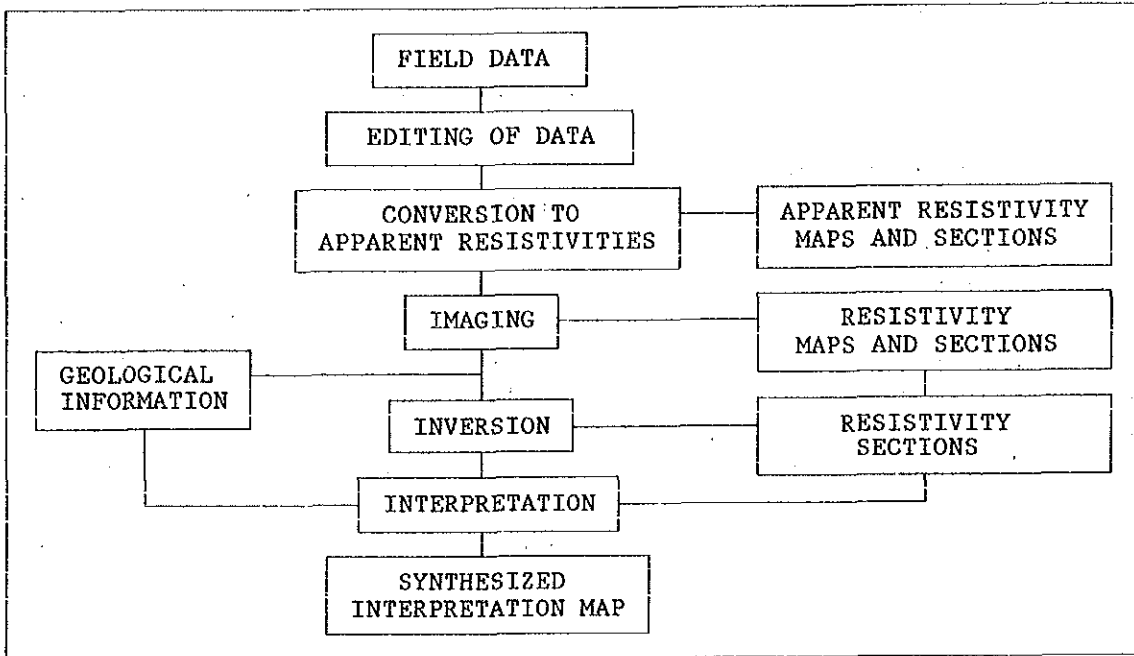 FIELD DATA
EDITING OF DATA
CONVERSION TO
APPARENT RESISTIVITIES
APPARENT RESISTIVITY
MAPS AND SECTIONS
IMAGING
RESISTIVITY
MAPS AND SECTIONS
GEOLOGICAL
INFORMATION
INVERSION
RESISTIVITY
SECTIONS
INTERPRETATION
SYNTHESIZED
INTERPRETATION MAP